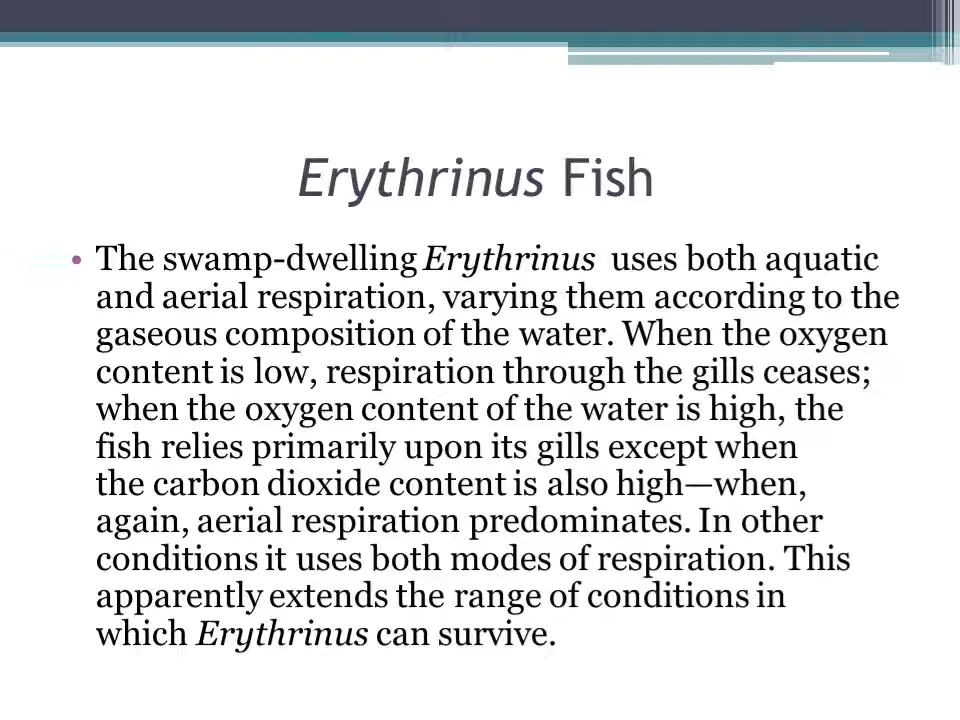 Erythrinus Fish
• The swamp-dwelling Erythrinus uses both aquatic
and aerial respiration, varying them according to the
gaseous composition of the water. When the oxygen
content is low, respiration through the gills ceases;
when the oxygen content of the water is high, the
fish relies primarily upon its gills except when
the carbon dioxide content is also high—when,
again, aerial respiration predominates. In other
conditions it uses both modes of respiration. This
apparently extends the range of conditions in
which Erythrinus can survive.